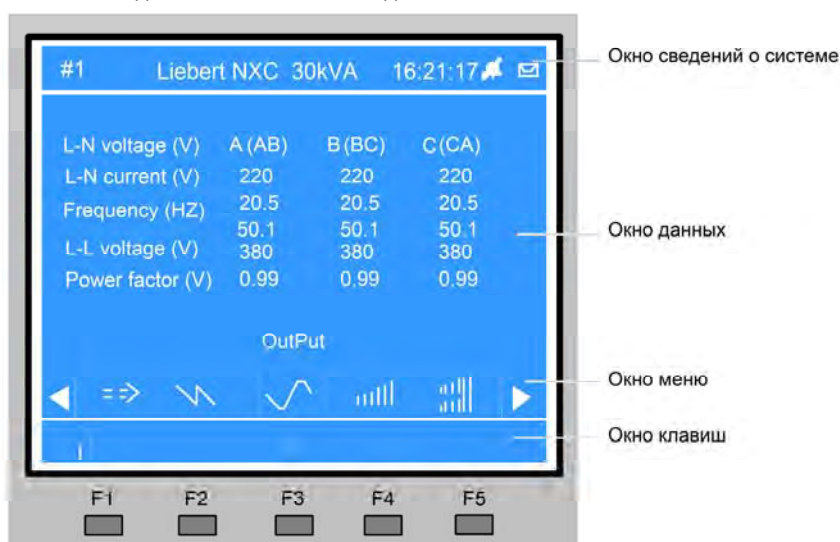 #1 Liebert NXC 30kVA 16:21:17
Окно сведений о системе
L-N voltage (V) A (AB) B (BC) C (CA)
L-N current (V) 220 220 220
Frequency (HZ) 20.5 20.5 20.5
50.1 50.1 50.1
Окно данных
L-L voltage (V) 380 380 380
Power factor (V) 0.99 0.99 0.99
OutPut
Окно меню
Окно клавиш
F1 F2 F3 F4 F5